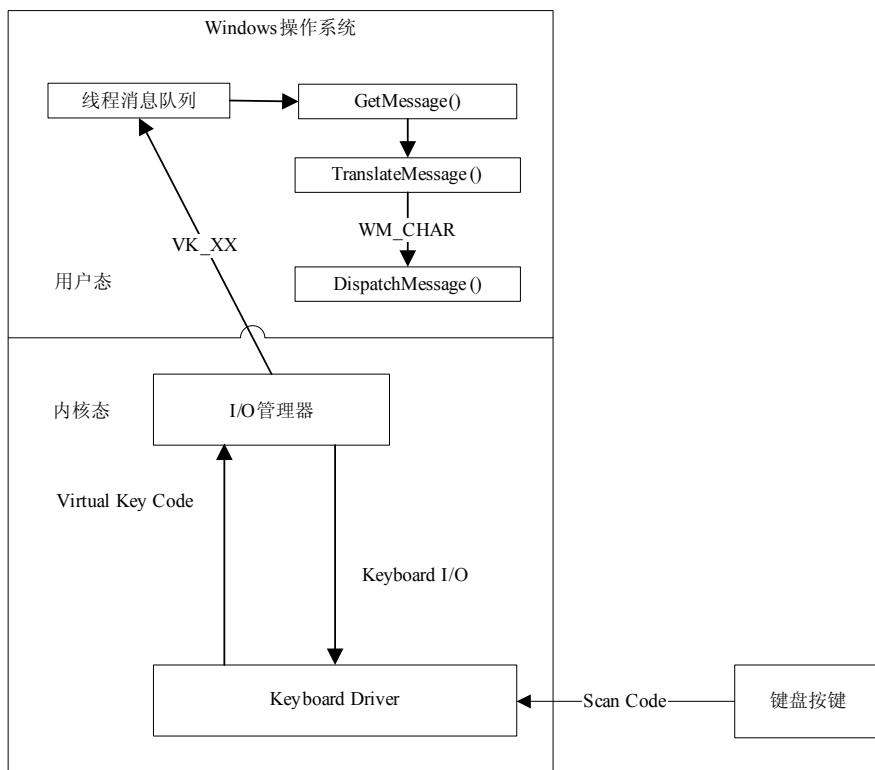 Windows操作系统
线程消息队列
GetMessage()
TranslateMessage()
WM_CHAR
VK_XX
DispatchMessage()
用户态
内核态
I/O管理器
Virtual Key Code
Keyboard I/O
Keyboard Driver
Scan Code
键盘按键